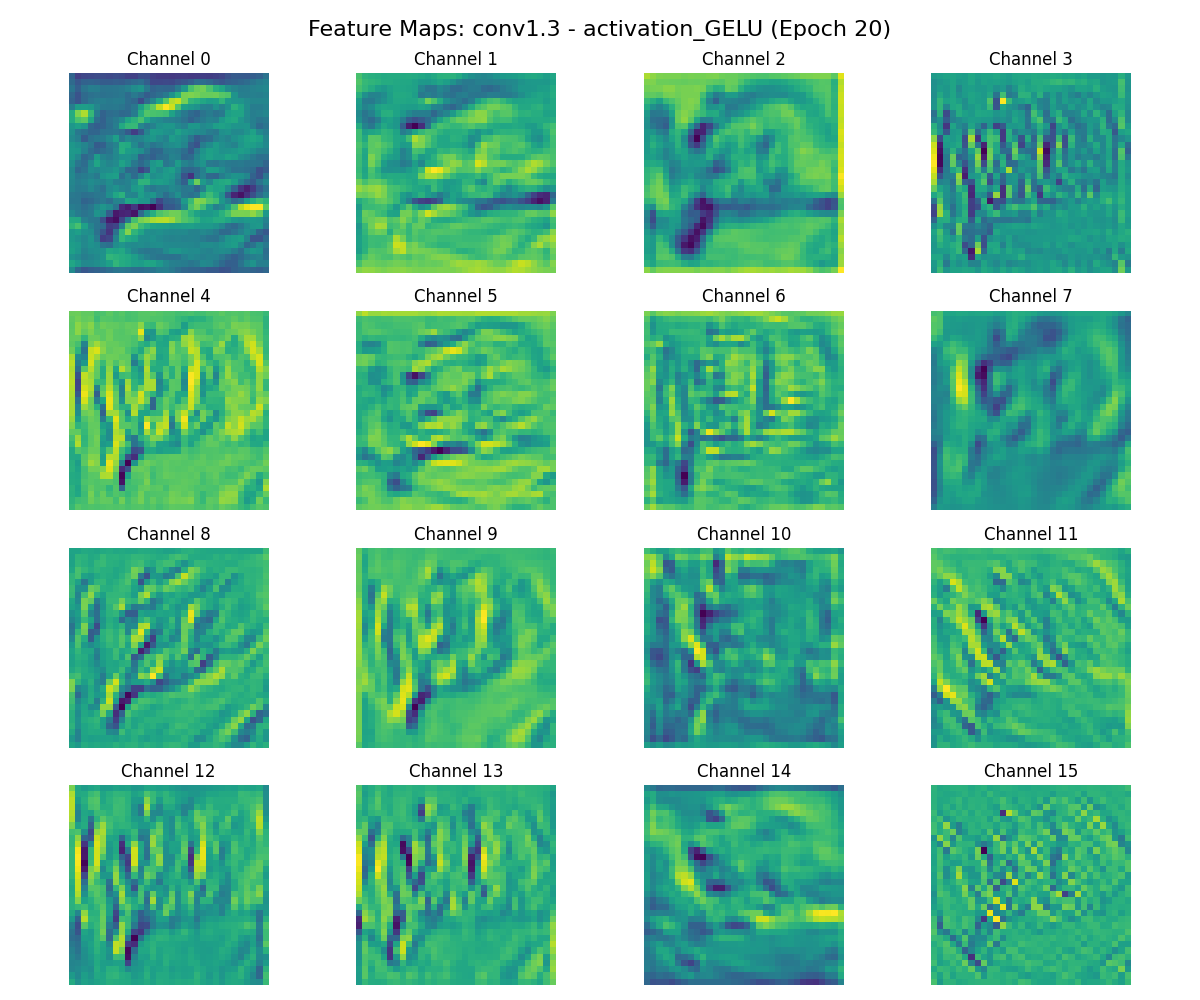 Feature Maps: conv1.3 - activation_GELU (Epoch 20)
Channel 0
Channel 1
Channel 2
Channel 3
Channel 4
Channel 5
Channel 6
Channel 7
Channel 8
Channel 9
Channel 10
Channel 11
Channel 12
Channel 13
Channel 14
Channel 15